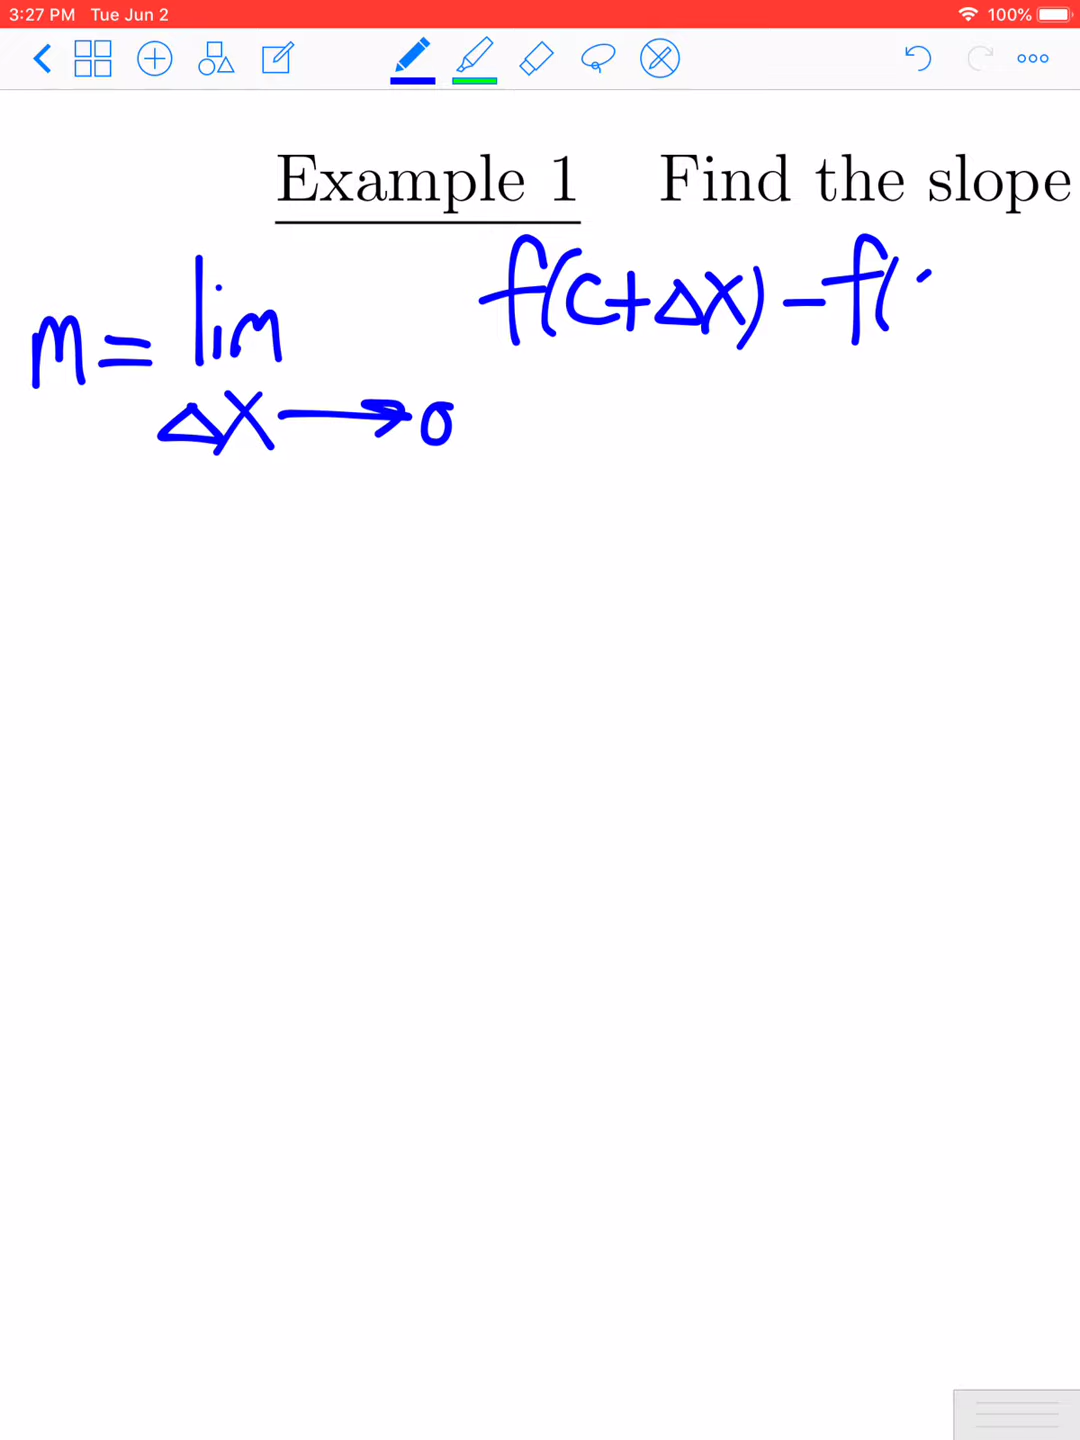 3:27 PM Tue Jun 2 100%
Example 1 Find the slope
m = lim f(c+Δx) – f(
Δx → 0